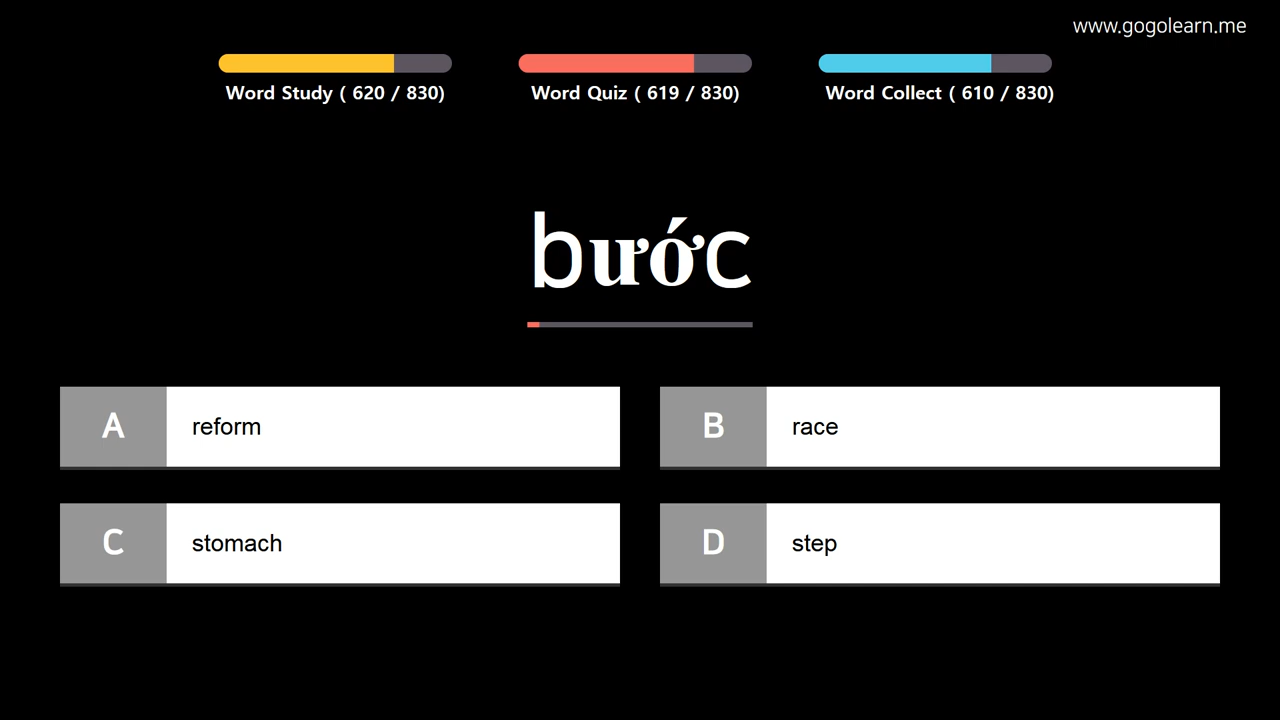 www.gogolearn.me
Word Study ( 620 / 830)
Word Quiz ( 619 / 830)
Word Collect ( 610 / 830)
bước
A reform
B race
C stomach
D step